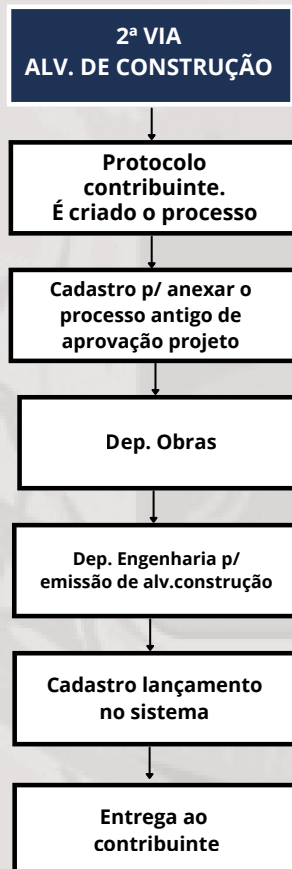 2ª VIA
ALV. DE CONSTRUÇÃO
Protocolo
contribuinte.
É criado o processo
Cadastro p/ anexar o
processo antigo de
aprovação projeto
Dep. Obras
Dep. Engenharia p/
emissão de alv.construção
Cadastro lançamento
no sistema
Entrega ao
contribuinte